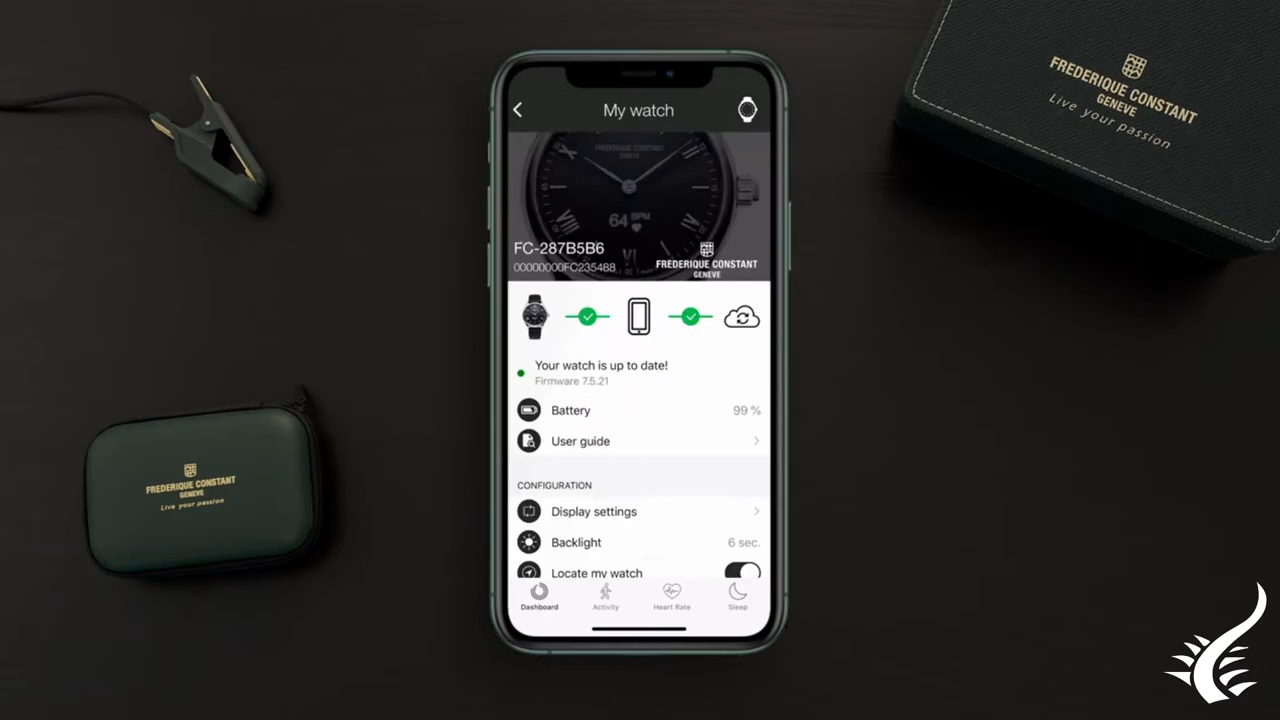 My watch
FREDERIQUE CONSTANT
GENEVE
64 BPM
FC-287B5B6
00000000FC235488
FREDERIQUE CONSTANT
GENEVE
Your watch is up to date!
Firmware 7.5.21
Battery 99 %
User guide
CONFIGURATION
Display settings
Backlight 6 sec.
Locate my watch
Dashboard Activity Heart Rate Sleep
FREDERIQUE CONSTANT
GENEVE
Live your passion
FREDERIQUE CONSTANT
GENEVE
Live your passion